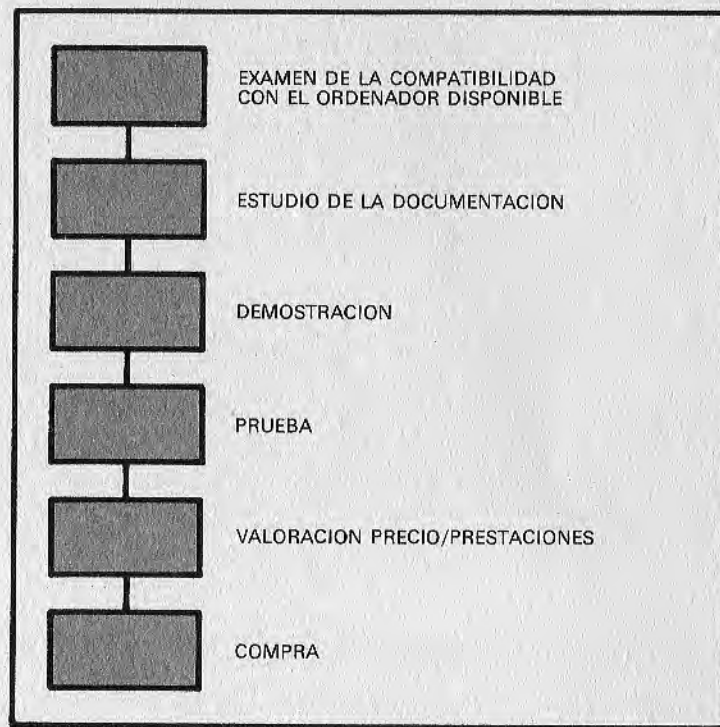 EXAMEN DE LA COMPATIBILIDAD
CON EL ORDENADOR DISPONIBLE
ESTUDIO DE LA DOCUMENTACION
DEMOSTRACION
PRUEBA
VALORACION PRECIO/PRESTACIONES
COMPRA